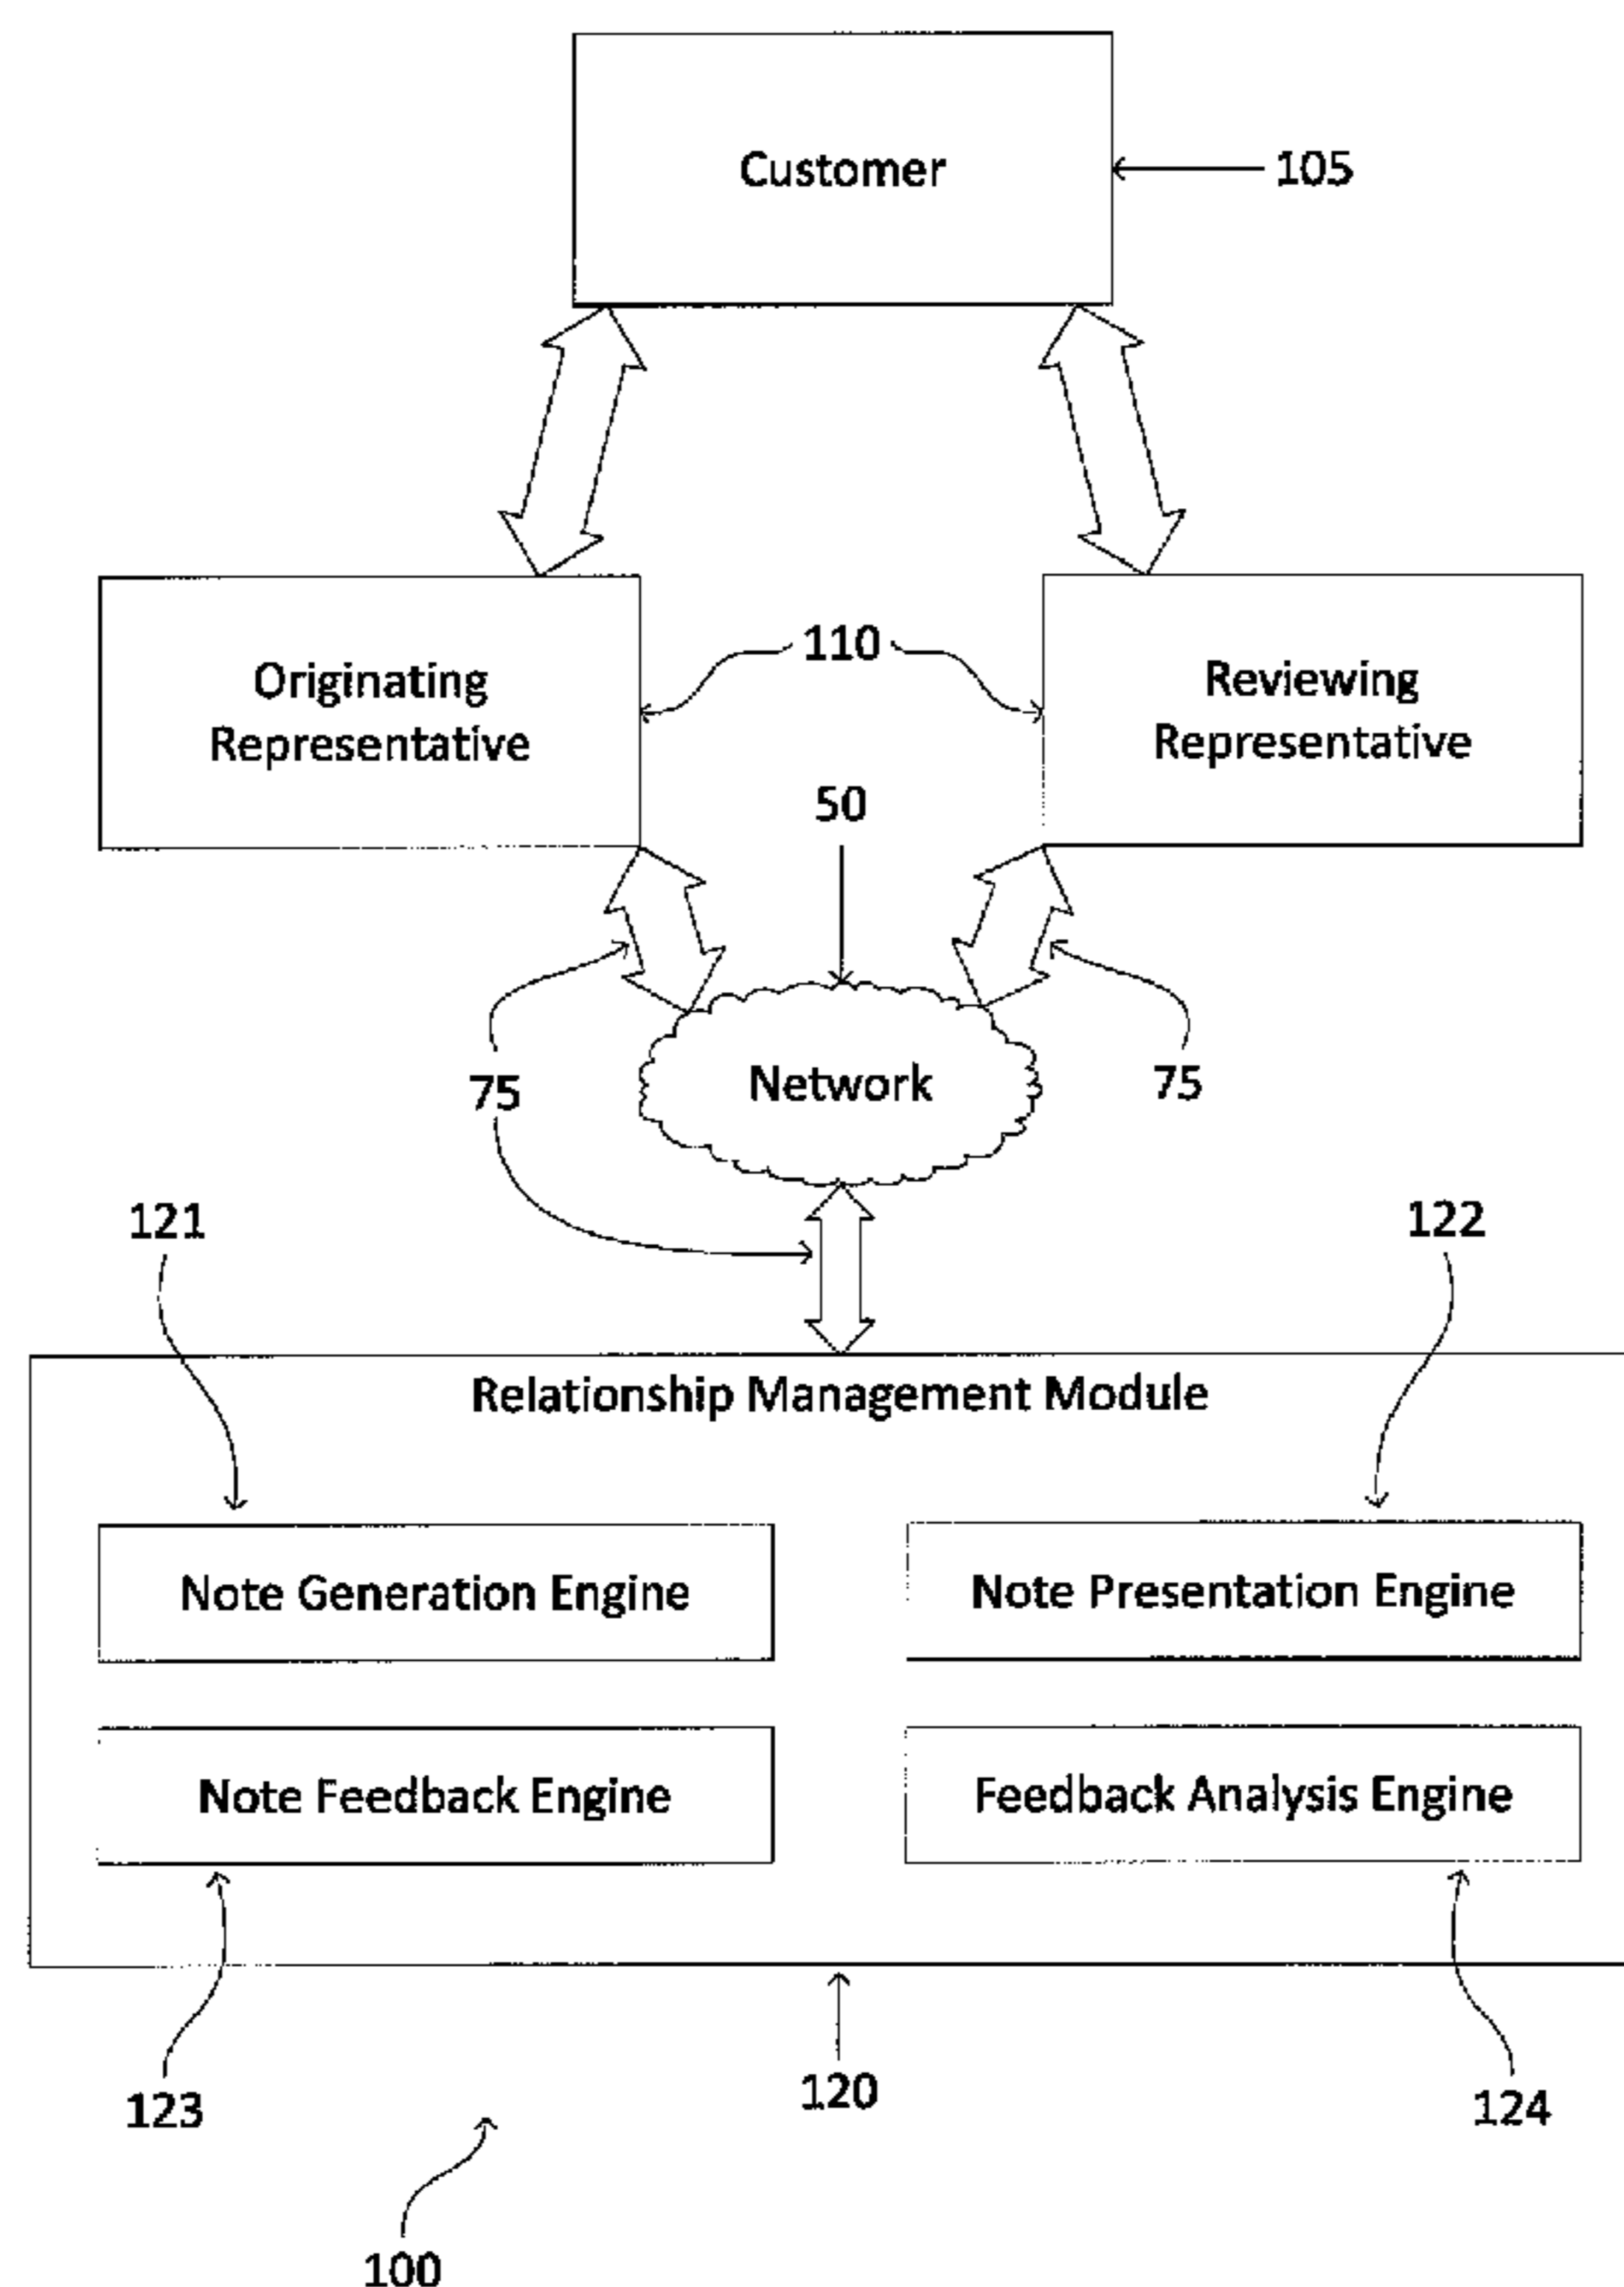 Customer
105
Originating
Representative
110
Reviewing
Representative
50
75
Network
75
121
122
Relationship Management Module
Note Generation Engine
Note Presentation Engine
Note Feedback Engine
Feedback Analysis Engine
123
120
124
100